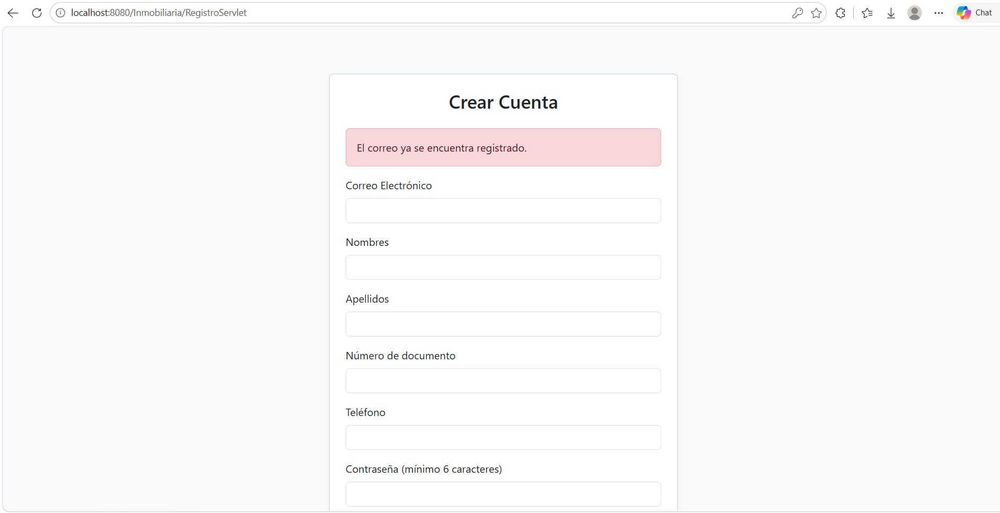 localhost:8080/Inmobiliaria/RegistroServlet
Chat
Crear Cuenta
El correo ya se encuentra registrado.
Correo Electrónico
Nombres
Apellidos
Número de documento
Teléfono
Contraseña (mínimo 6 caracteres)